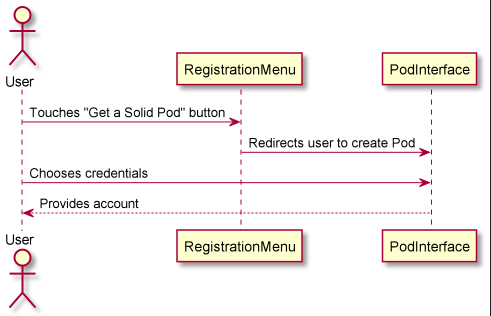 User
RegistrationMenu
PodInterface
Touches "Get a Solid Pod" button
Redirects user to create Pod
Chooses credentials
Provides account
User
RegistrationMenu
PodInterface